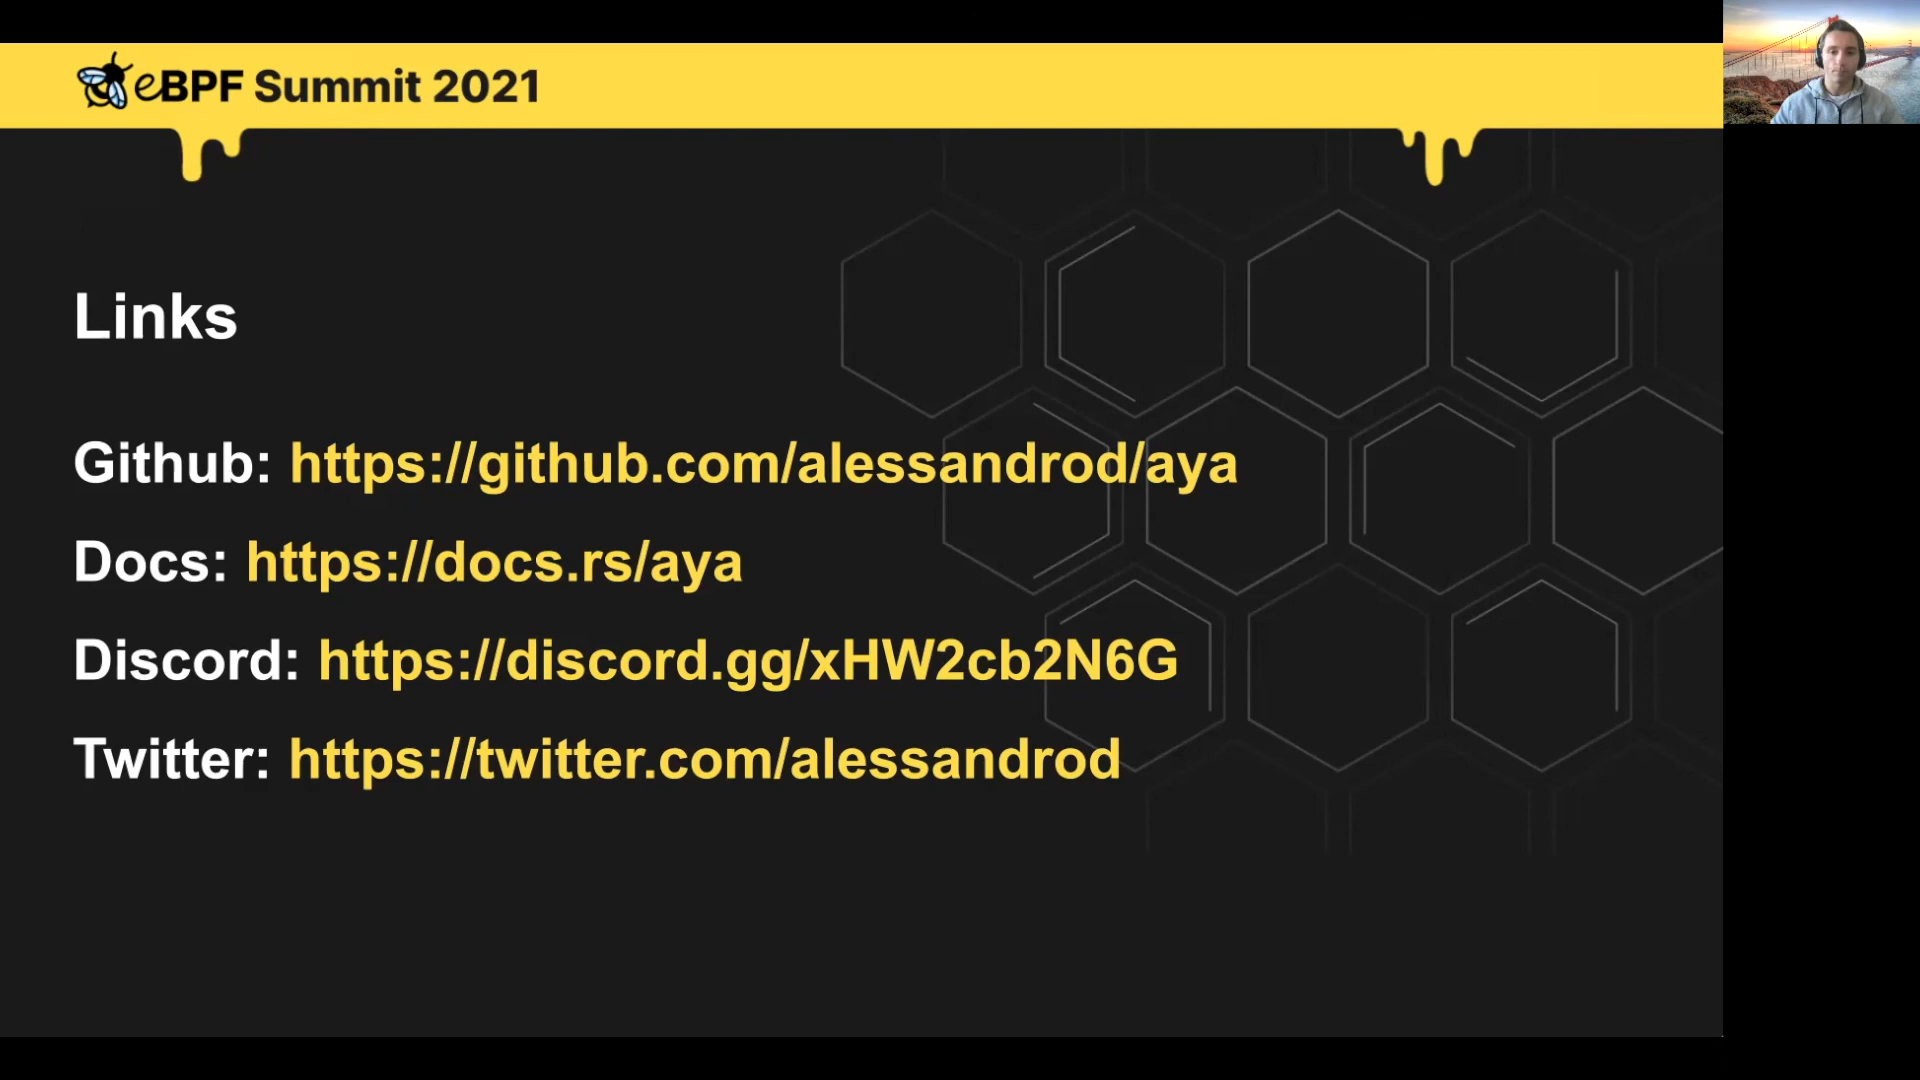 eBPF Summit 2021
Links
Github: https://github.com/alessandrod/aya
Docs: https://docs.rs/aya
Discord: https://discord.gg/xHW2cb2N6G
Twitter: https://twitter.com/alessandrod